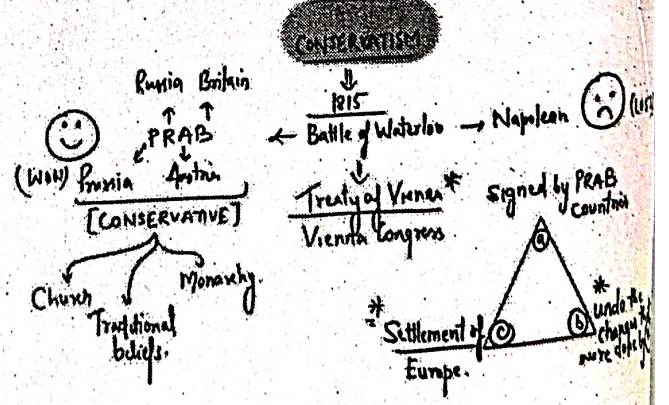 CONSERVATISM
1815
Battle of Waterloo
Napolean
(LOST)
Russia Britain
PRAB
(WON) Prussia Austria
[CONSERVATIVE]
Church
Traditional
beliefs.
Monarchy.
Treaty of VIENNA *
Vienna Congress
Signed by PRAB
Countries
a
* Settlement of
Europe.
c
b
*
undo the
changes
were done by